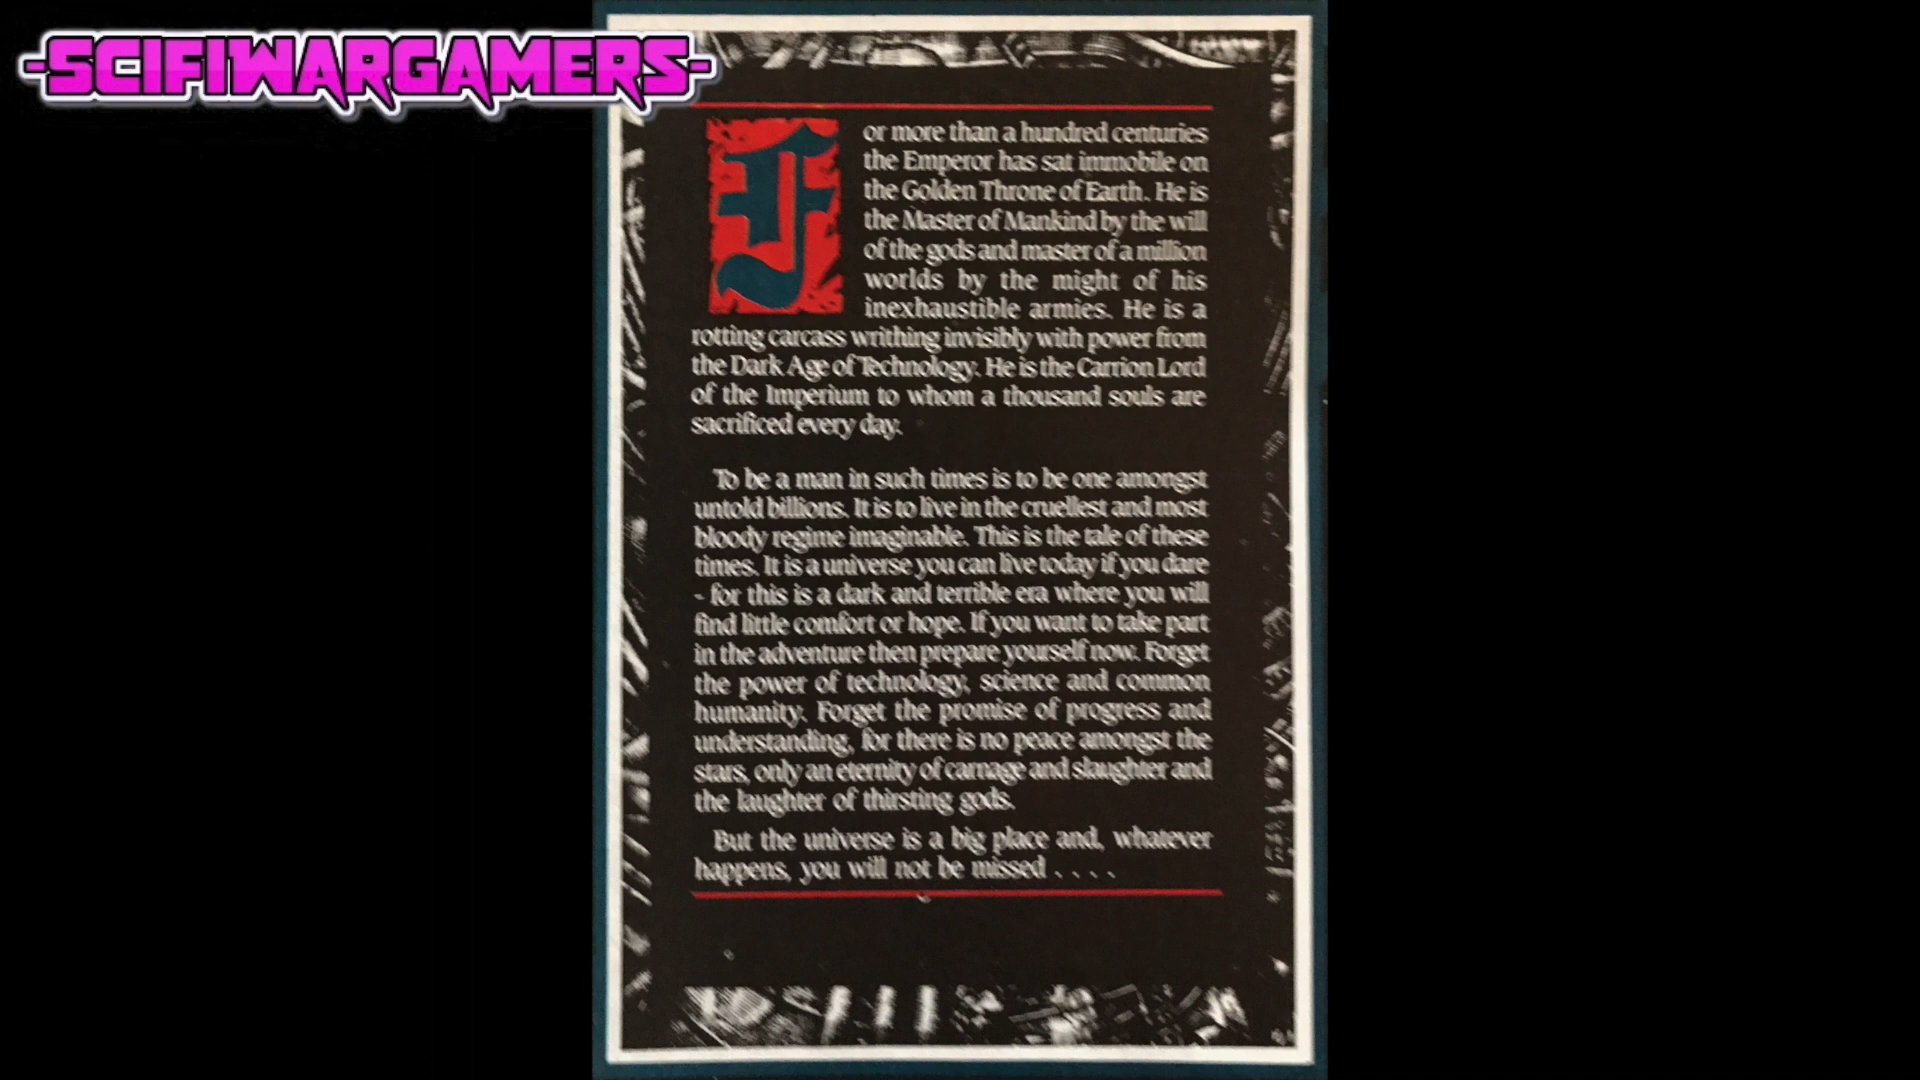 -SCIFIWARGAMERS-
For more than a hundred centuries
the Emperor has sat immobile on
the Golden Throne of Earth. He is
the Master of Mankind by the will
of the gods and master of a million
worlds by the might of his
inexhaustible armies. He is a
rotting carcass writhing invisibly with power from
the Dark Age of Technology. He is the Carrion Lord
of the Imperium to whom a thousand souls are
sacrificed every day.
To be a man in such times is to be one amongst
untold billions. It is to live in the cruellest and most
bloody regime imaginable. This is the tale of these
times. It is a universe you can live today if you dare
- for this is a dark and terrible era where you will
find little comfort or hope. If you want to take part
in the adventure then prepare yourself now. Forget
the power of technology, science and common
humanity. Forget the promise of progress and
understanding, for there is no peace amongst the
stars, only an eternity of carnage and slaughter and
the laughter of thirsting gods.
But the universe is a big place and, whatever
happens, you will not be missed . . . .